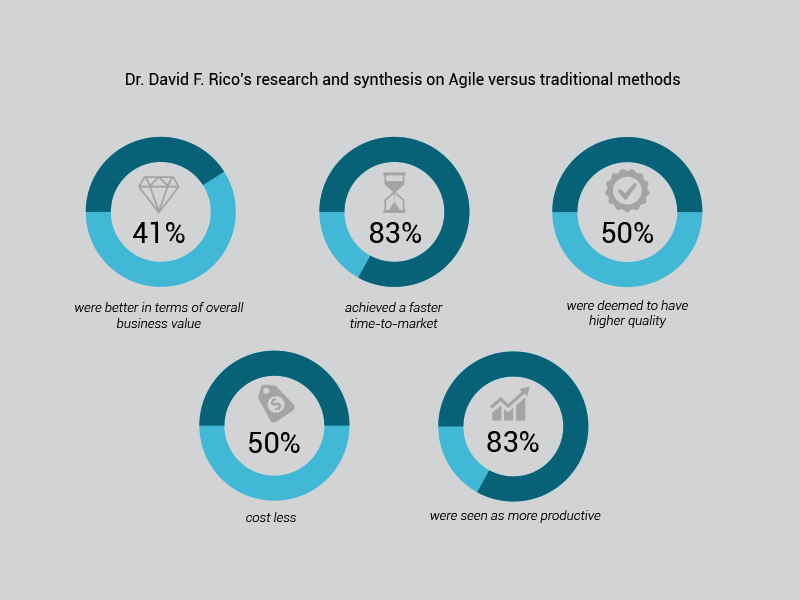 Dr. David F. Rico's research and synthesis on Agile versus traditional methods
41%
83%
50%
were better in terms of overall
business value
achieved a faster
time-to-market
were deemed to have
higher quality
$
50%
83%
cost less
were seen as more productive